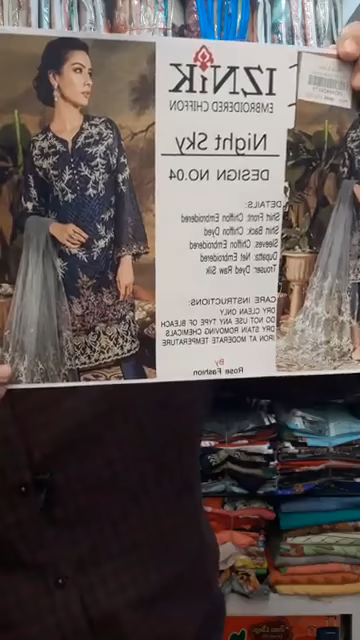 IZNiK
EMBROIDERED CHIFFON
Night Sky
DESIGN NO.04
DETAILS:
Shirt Front: Chiffon Embroidered
Shirt Back: Chiffon Dyed
Sleeves: Chiffon Embroidered
Dupatta: Net Embroidered
Trouser: Dyed Raw Silk
CARE INSTRUCTIONS:
DRY CLEAN ONLY
DO NOT USE ANY TYPE OF BLEACH
OR STAIN REMOVING CHEMICALS
IRON AT MODERATE TEMPERATURE
By
Rose Fashion